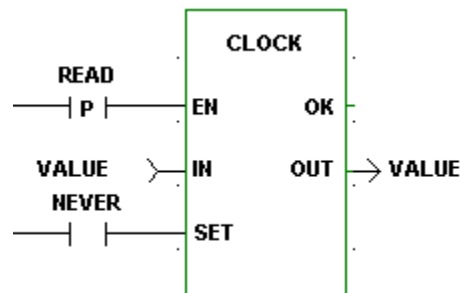 CLOCK
READ
P EN OK
VALUE IN OUT VALUE
NEVER
SET